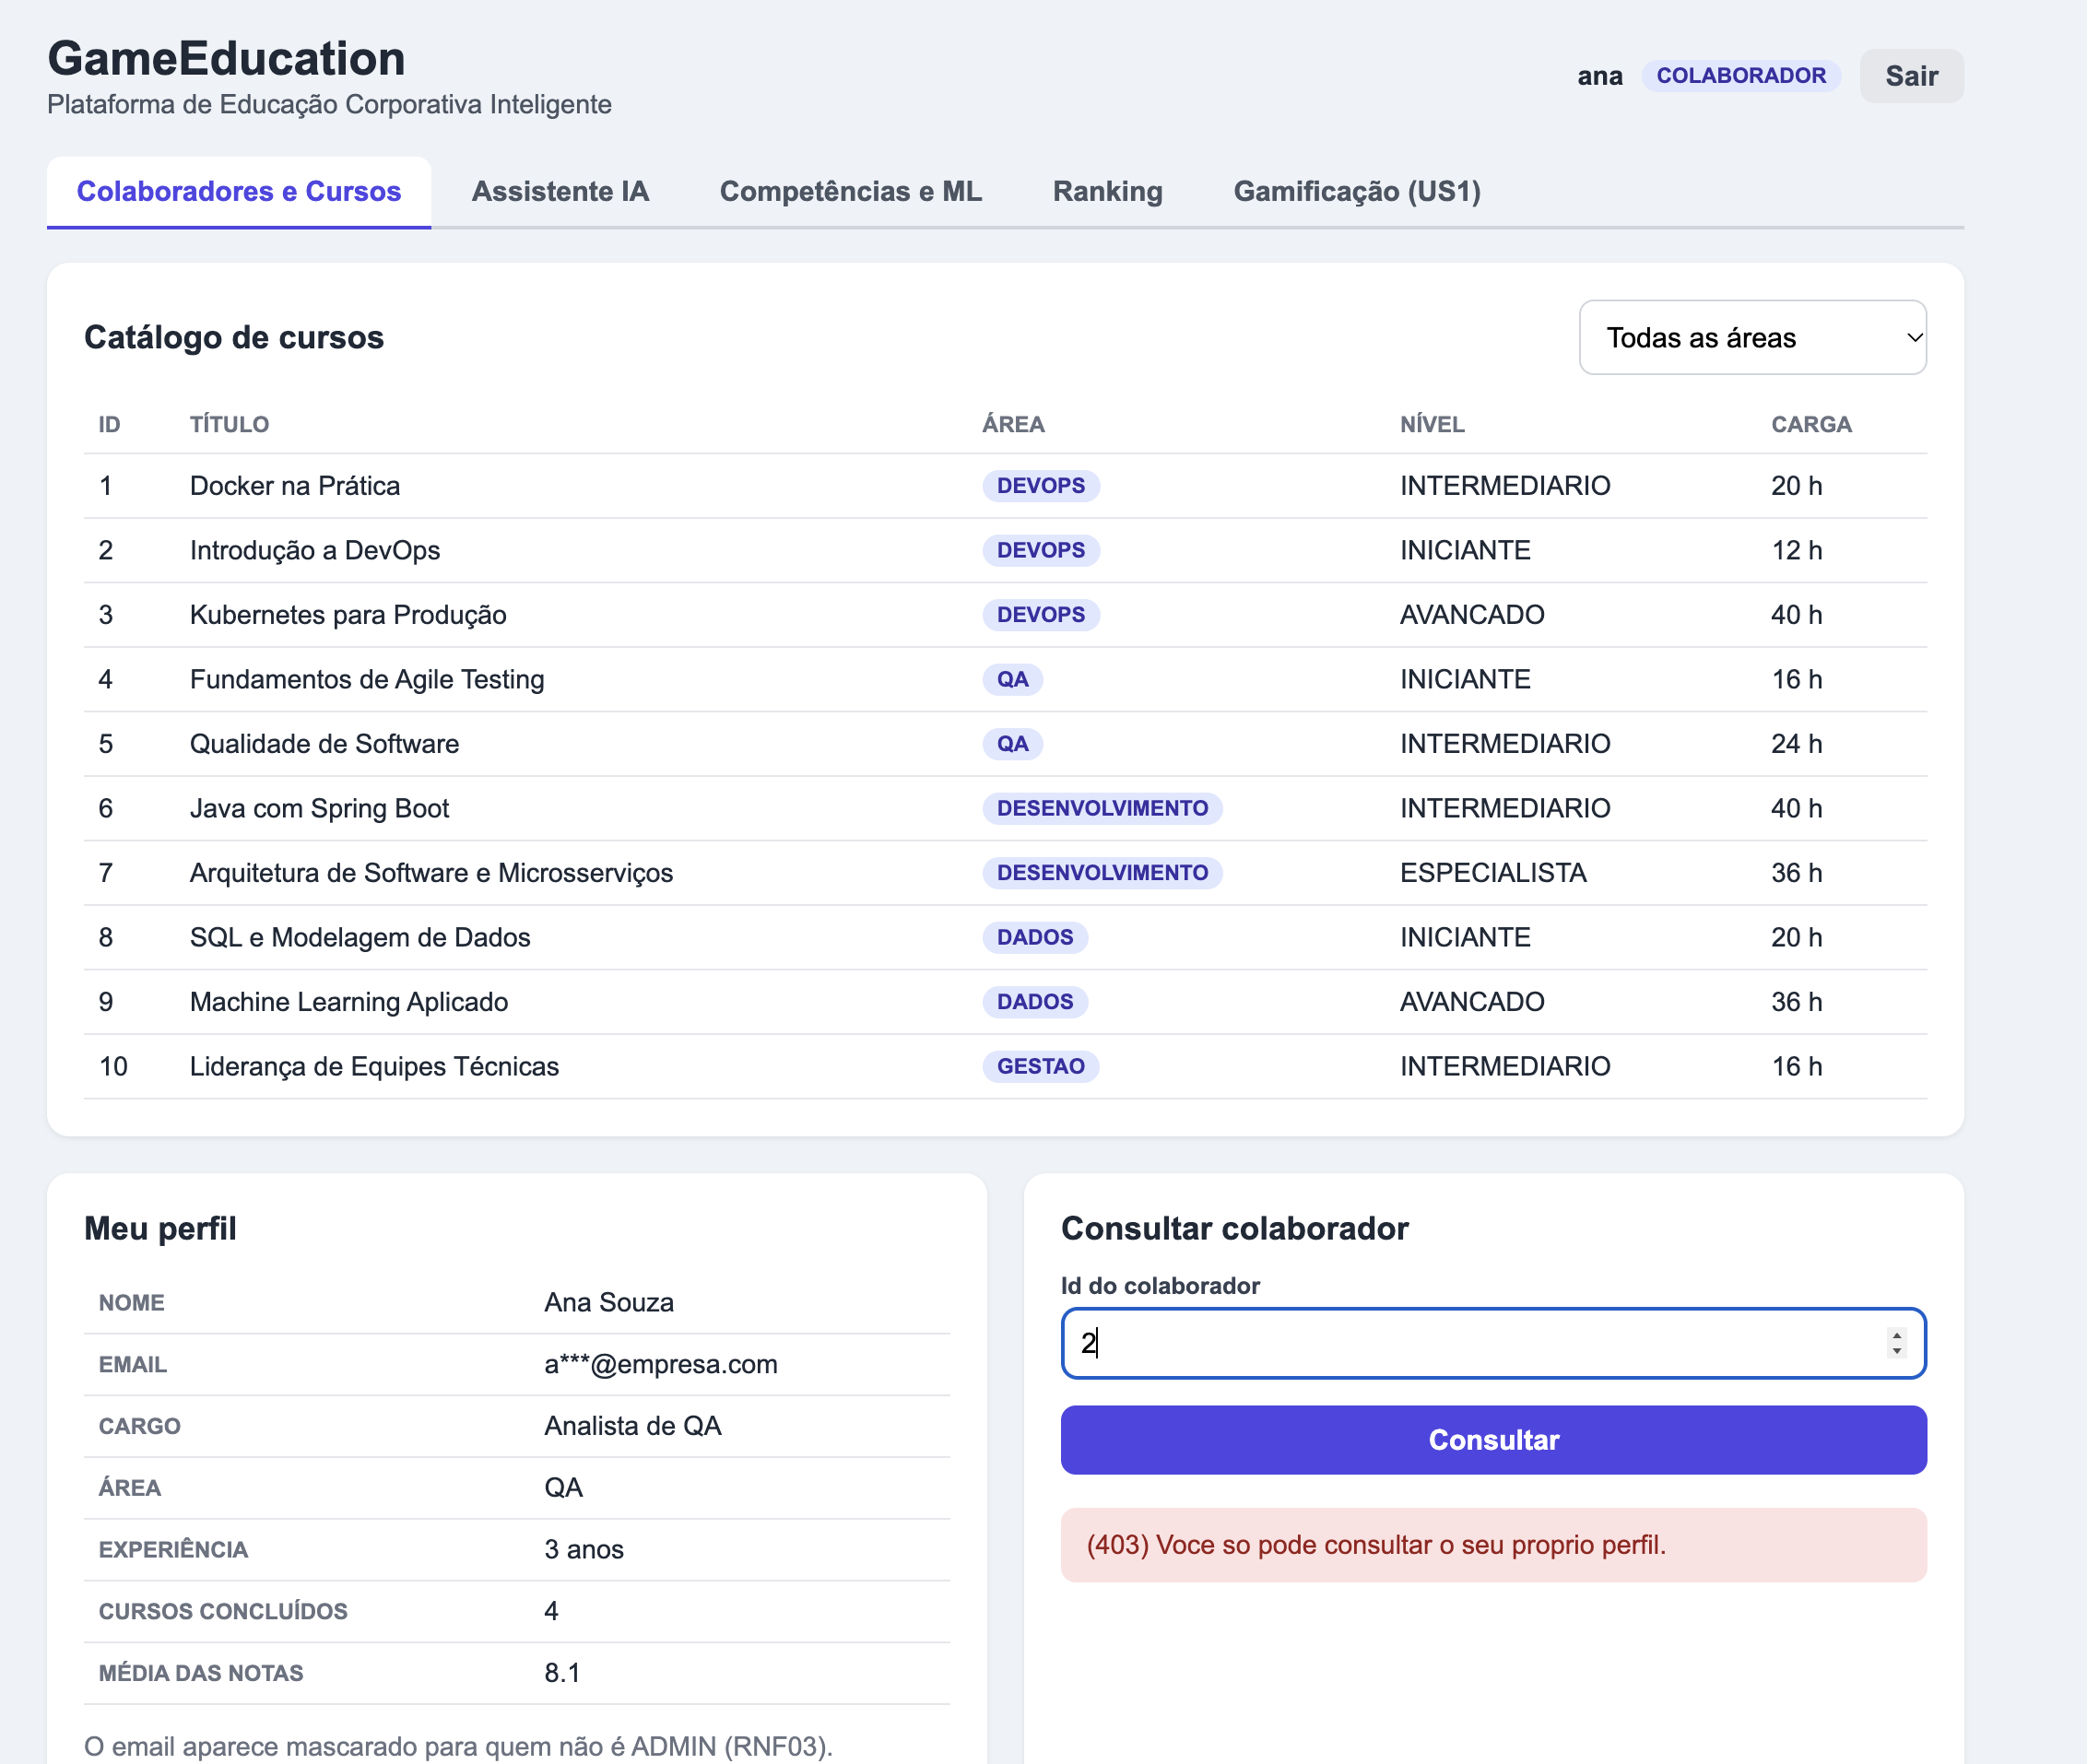 GameEducation
Plataforma de Educação Corporativa Inteligente
ana COLABORADOR Sair
Colaboradores e Cursos Assistente IA Competências e ML Ranking Gamificação (US1)
Catálogo de cursos
Todas as áreas
ID TÍTULO ÁREA NÍVEL CARGA
1 Docker na Prática DEVOPS INTERMEDIARIO 20 h
2 Introdução a DevOps DEVOPS INICIANTE 12 h
3 Kubernetes para Produção DEVOPS AVANCADO 40 h
4 Fundamentos de Agile Testing QA INICIANTE 16 h
5 Qualidade de Software QA INTERMEDIARIO 24 h
6 Java com Spring Boot DESENVOLVIMENTO INTERMEDIARIO 40 h
7 Arquitetura de Software e Microsserviços DESENVOLVIMENTO ESPECIALISTA 36 h
8 SQL e Modelagem de Dados DADOS INICIANTE 20 h
9 Machine Learning Aplicado DADOS AVANCADO 36 h
10 Liderança de Equipes Técnicas GESTAO INTERMEDIARIO 16 h
Meu perfil
NOME Ana Souza
EMAIL a***@empresa.com
CARGO Analista de QA
ÁREA QA
EXPERIÊNCIA 3 anos
CURSOS CONCLUÍDOS 4
MÉDIA DAS NOTAS 8.1
O email aparece mascarado para quem não é ADMIN (RNF03).
Consultar colaborador
Id do colaborador
2
Consultar
(403) Voce so pode consultar o seu proprio perfil.